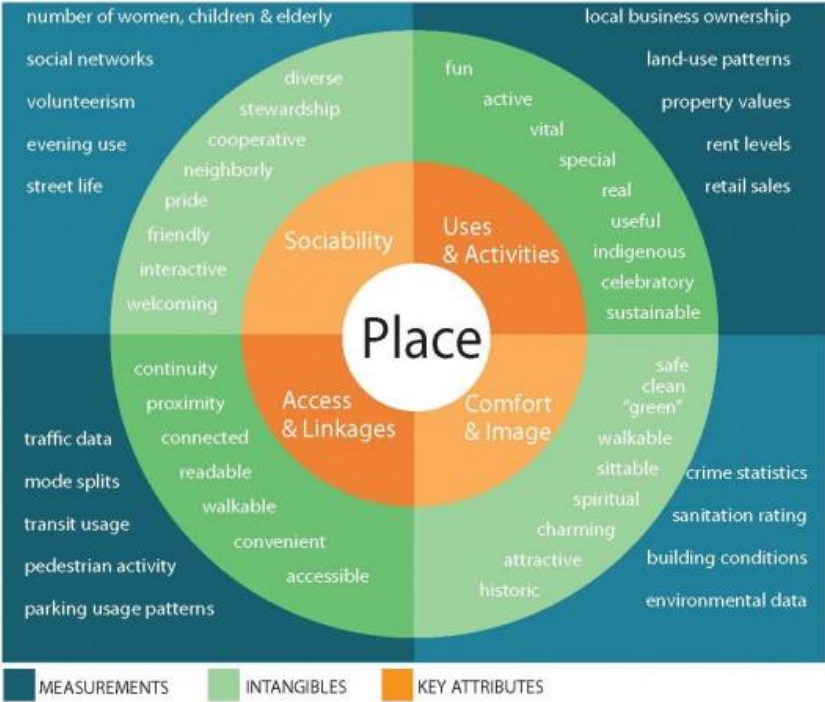 number of women, children & elderly
social networks
volunteerism
evening use
street life
diverse
stewardship
cooperative
neighborly
pride
friendly
interactive
welcoming
Sociability
local business ownership
land-use patterns
property values
rent levels
retail sales
fun
active
vital
special
real
useful
indigenous
celebratory
sustainable
Uses
& Activities
Place
continuity
proximity
connected
readable
walkable
convenient
accessible
Access
& Linkages
traffic data
mode splits
transit usage
pedestrian activity
parking usage patterns
Comfort
& Image
safe
clean
"green"
walkable
sittable
spiritual
charming
attractive
historic
crime statistics
sanitation rating
building conditions
environmental data
MEASUREMENTS
INTANGIBLES
KEY ATTRIBUTES